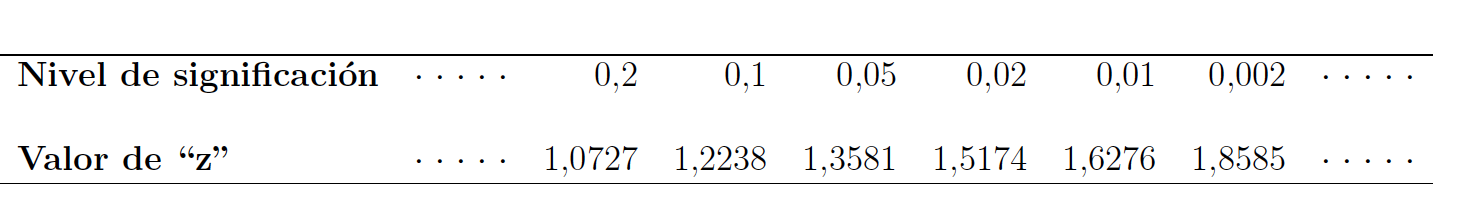 Nivel de significación ····· 0,2 0,1 0,05 0,02 0,01 0,002 ·····
Valor de “z” ····· 1,0727 1,2238 1,3581 1,5174 1,6276 1,8585 ·····